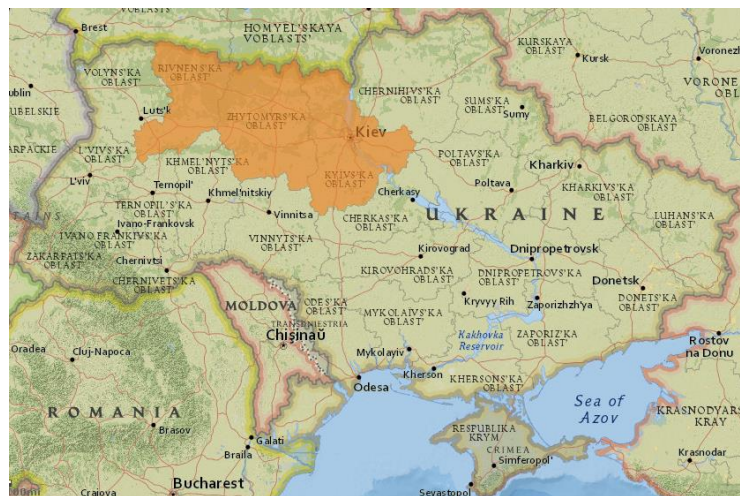 HOMYEL'SKAYA
VOBLASTS'
Brest
KURSKAYA
OBLAST'
Kursk
Voronezh
VOLYNS'KA
OBLAST'
RIVNENS'KA
OBLAST'
CHERNIHIVS'KA
OBLAST'
SUMS'KA
OBLAST'
Sumy
BELGORODSKAYA
OBLAST'
Luts'k
ZHYTOMYRS'KA
OBLAST'
Kiev
L'VIVS'KA
OBLAST'
L'viv
KHMEL'NYTS'KA
OBLAST'
POLTAVS'KA
OBLAST'
Kharkiv
KYIVS'KA
OBLAST'
Ternopil'
TERNOPIL'S'KA
OBLAST'
Khmel'nitskiy
Cherkasy
Poltava
KHARKIVS'KA
OBLAST'
Vinnitsa
CHERKAS'KA
OBLAST'
UKRAINE
LUHANS'KA
OBLAST'
Ivano-Frankovsk
IVANO FRANKIVS'KA
OBLAST'
VINNYTS'KA
OBLAST'
ZAKARPATS'KA
OBLAST'
Chernivtsi
CHERNIVETS'KA
OBLAST'
Kirovograd
KIROVOHRADS'KA
OBLAST'
Dnipropetrovsk
DNIPROPETROVS'KA
OBLAST'
Donetsk
DONETS'KA
OBLAST'
Kryvyy Rih
Zaporizhzh'ya
MOLDOVA
ODES'KA
OBLAST'
TRANSDNIESTRIA
Chişinaŭ
MYKOLAIVS'KA
OBLAST'
Kakhovka
Reservoir
ZAPORIZ'KA
OBLAST'
Rostov
na Donu
Oradea
Cluj-Napoca
Mykolayiv
Kherson
Odesa
KHERSONS'KA
OBLAST'
Sea of
Azov
ROMANIA
Brasov
RESPUBLIKA
KRYM
CRIMEA
Simferopol'
KRASNODARS
KRAY
Krasnodar
Galati
Braila
Bucharest
Craiova
Sevastopol